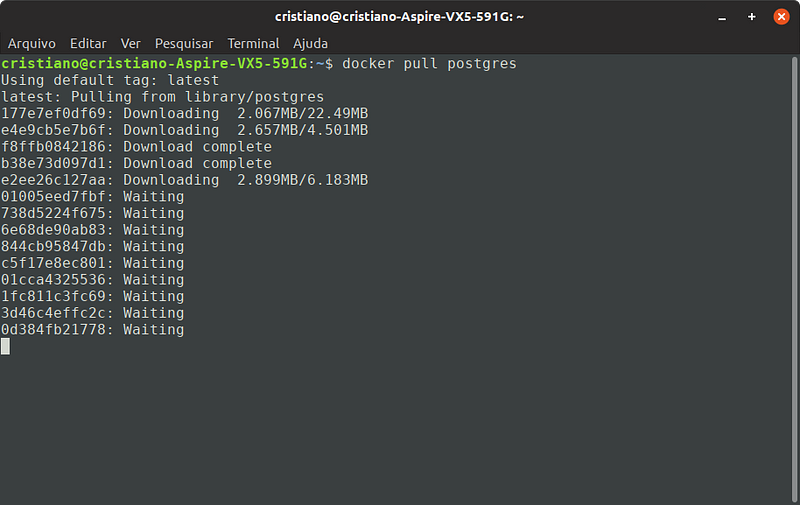 cristiano@cristiano-Aspire-VX5-591G: ~
Arquivo Editar Ver Pesquisar Terminal Ajuda
cristiano@cristiano-Aspire-VX5-591G:~$ docker pull postgres
Using default tag: latest
latest: Pulling from library/postgres
177e7ef0df69: Downloading  2.067MB/22.49MB
e4e9cb5e7b6f: Downloading  2.657MB/4.501MB
f8ffb0842186: Download complete
b38e73d097d1: Download complete
e2ee26c127aa: Downloading  2.899MB/6.183MB
01005eed7fbf: Waiting
738d5224f675: Waiting
6e68de90ab83: Waiting
844cb95847db: Waiting
c5f17e8ec801: Waiting
01cca4325536: Waiting
1fc811c3fc69: Waiting
3d46c4effc2c: Waiting
0d384fb21778: Waiting